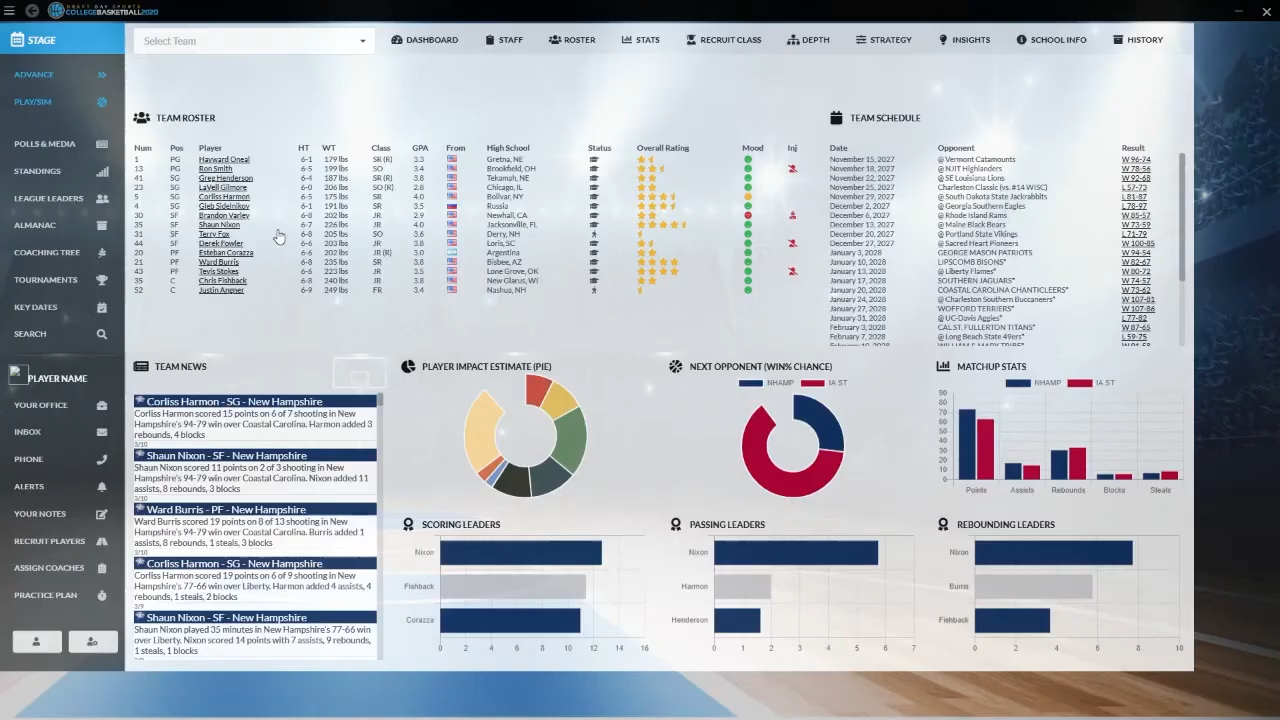 DRAFT DAY SPORTS
COLLEGEBASKETBALL2020
STAGE
Select Team
DASHBOARD STAFF ROSTER STATS RECRUIT CLASS DEPTH STRATEGY INSIGHTS SCHOOL INFO HISTORY
ADVANCE
PLAY/SIM
POLLS & MEDIA
STANDINGS
LEAGUE LEADERS
ALMANAC
COACHING TREE
TOURNAMENTS
KEY DATES
SEARCH
PLAYER NAME
YOUR OFFICE
INBOX
PHONE
ALERTS
YOUR NOTES
RECRUIT PLAYERS
ASSIGN COACHES
PRACTICE PLAN
TEAM ROSTER
Num Pos Player HT WT Class GPA From High School Status Overall Rating Mood Inj
1 PG Hayward Oneal 6-1 179 lbs SR (R) 3.3 Gretna, NE
13 PG Ron Smith 6-5 199 lbs SO 3.4 Brookfield, OH
41 SG Greg Henderson 6-4 187 lbs SR (R) 3.8 Tekamah, NE
23 SG LaVell Gilmore 6-0 206 lbs SO (R) 2.8 Chicago, IL
5 SG Corliss Harmon 6-5 175 lbs SR 4.0 Bolivar, NY
4 SG Gleb Sidelnikov 6-1 191 lbs SR 3.5 Russia
30 SF Brandon Varley 6-8 202 lbs JR 2.9 Newhall, CA
35 SF Shaun Nixon 6-7 226 lbs JR 4.0 Jacksonville, FL
31 SF Terry Fox 6-8 205 lbs SO 3.6 Derry, NH
44 SF Derek Fowler 6-6 203 lbs JR 3.8 Loris, SC
20 PF Esteban Corazza 6-6 202 lbs JR (R) 3.0 Argentina
21 PF Ward Burris 6-8 235 lbs SR 3.8 Bisbee, AZ
43 PF Tevis Stokes 6-6 223 lbs JR 3.5 Lone Grove, OK
35 C Chris Fishback 6-8 240 lbs JR 3.8 New Glarus, WI
52 C Justin Angner 6-9 249 lbs FR 3.4 Nashua, NH
TEAM SCHEDULE
Date Opponent Result
November 15, 2027 @ Vermont Catamounts W 96-74
November 18, 2027 @ NJIT Highlanders W 78-56
November 22, 2027 @ SE Louisiana Lions W 92-68
November 25, 2027 Charleston Classic (vs. #14 WISC) L 57-73
November 29, 2027 @ South Dakota State Jackrabbits L 81-87
December 2, 2027 @ Georgia Southern Eagles L 78-97
December 6, 2027 @ Rhode Island Rams W 85-57
December 13, 2027 @ Maine Black Bears W 73-59
December 20, 2027 @ Portland State Vikings L 71-79
December 27, 2027 @ Sacred Heart Pioneers W 100-85
January 3, 2028 GEORGE MASON PATRIOTS W 94-54
January 10, 2028 LIPSCOMB BISONS* W 82-67
January 13, 2028 @ Liberty Flames* W 80-72
January 17, 2028 SOUTHERN JAGUARS* W 74-57
January 20, 2028 COASTAL CAROLINA CHANTICLEERS* W 73-62
January 24, 2028 @ Charleston Southern Buccaneers* W 107-81
January 27, 2028 WOFFORD TERRIERS* W 107-86
January 31, 2028 @ UC-Davis Aggies* L 77-82
February 3, 2028 CAL ST. FULLERTON TITANS* W 87-65
February 7, 2028 @ Long Beach State 49ers* L 59-75
TEAM NEWS
Corliss Harmon - SG - New Hampshire
Corliss Harmon scored 15 points on 6 of 7 shooting in New
Hampshire's 94-79 win over Coastal Carolina. Harmon added 3
rebounds, 4 blocks
3/10
Shaun Nixon - SF - New Hampshire
Shaun Nixon scored 11 points on 2 of 3 shooting in New
Hampshire's 94-79 win over Coastal Carolina. Nixon added 11
assists, 8 rebounds, 3 blocks
3/10
Ward Burris - PF - New Hampshire
Ward Burris scored 19 points on 8 of 13 shooting in New
Hampshire's 94-79 win over Coastal Carolina. Burris added 1
assists, 8 rebounds, 1 steals, 3 blocks
3/10
Corliss Harmon - SG - New Hampshire
Corliss Harmon scored 19 points on 6 of 9 shooting in New
Hampshire's 77-66 win over Liberty. Harmon added 4 assists, 4
rebounds, 1 steals, 2 blocks
3/9
Shaun Nixon - SF - New Hampshire
Shaun Nixon played 35 minutes in New Hampshire's 77-66 win
over Liberty. Nixon scored 14 points with 7 assists, 9 rebounds,
1 steals, 1 blocks
PLAYER IMPACT ESTIMATE (PIE)
NEXT OPPONENT (WIN% CHANCE)
NHAMP IA ST
MATCHUP STATS
NHAMP IA ST
90
80
70
60
50
40
30
20
10
0
Points Assists Rebounds Blocks Steals
SCORING LEADERS
Nixon
Fishback
Corazza
0 2 4 6 8 10 12 14 16
PASSING LEADERS
Nixon
Harmon
Henderson
0 1 2 3 4 5 6 7
REBOUNDING LEADERS
Nixon
Burris
Fishback
0 2 4 6 8 10